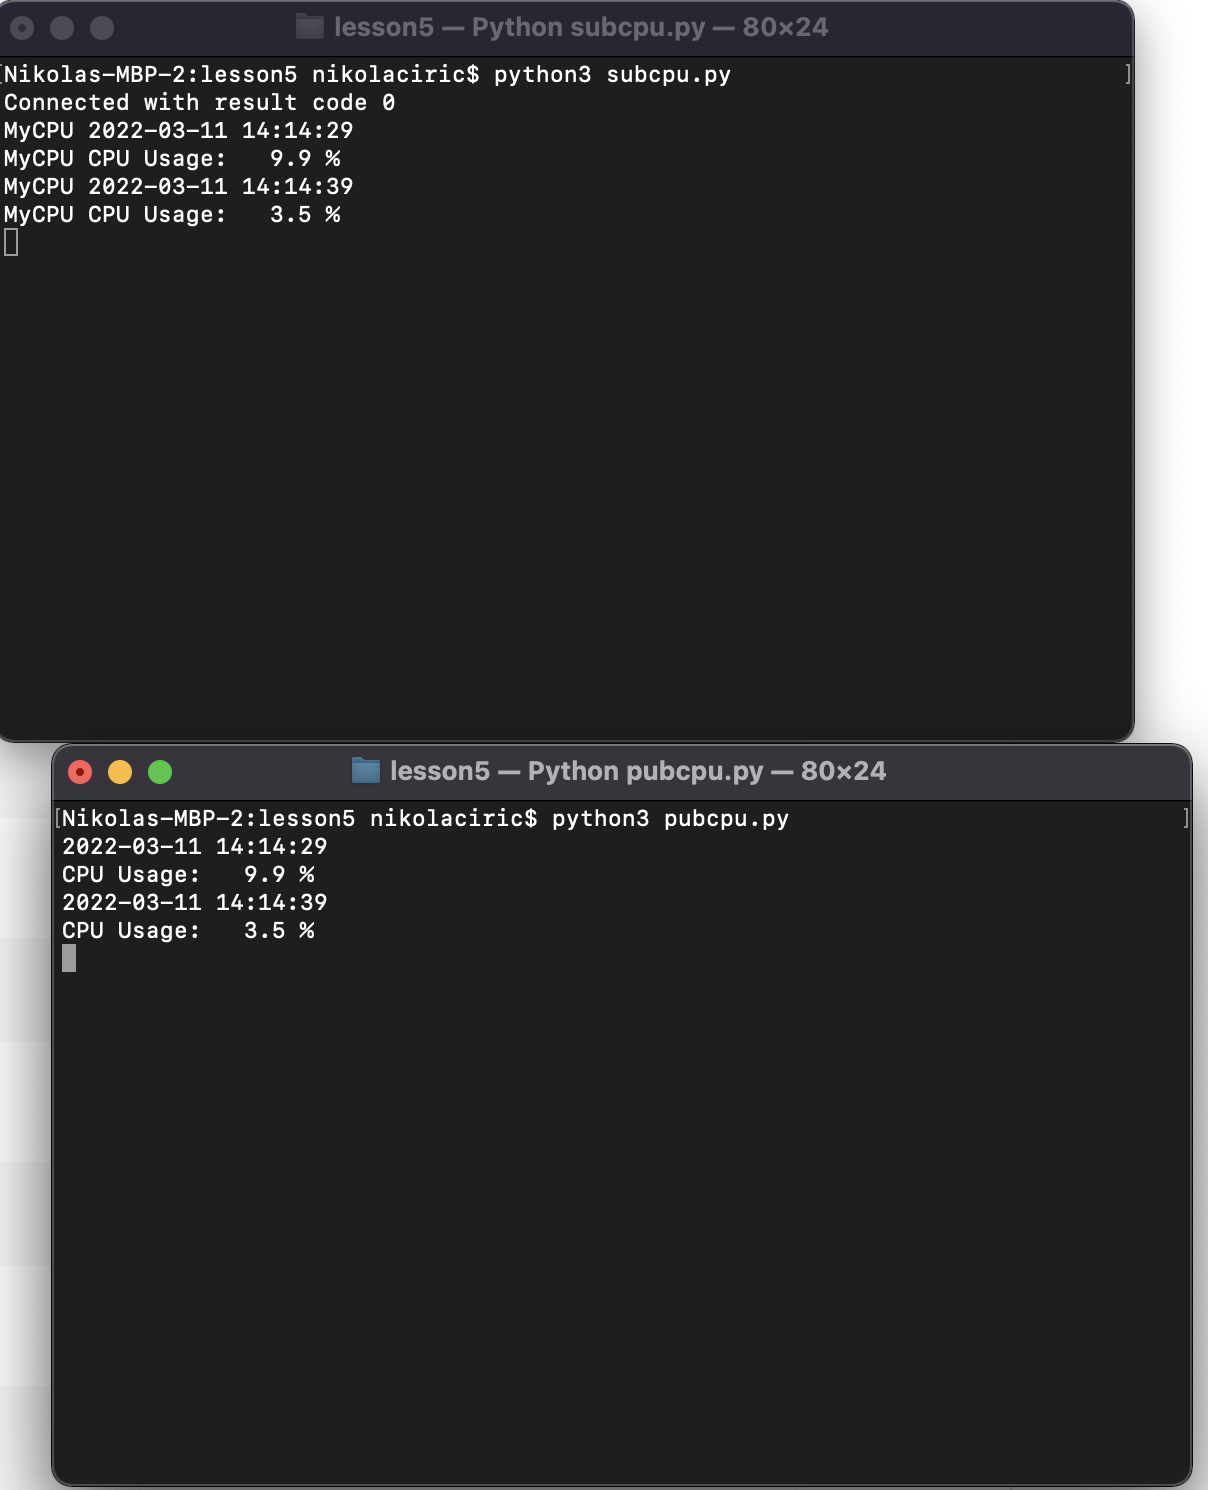 lesson5 — Python subcpu.py — 80×24
[Nikolas-MBP-2:lesson5 nikolaciric$ python3 subcpu.py ]
Connected with result code 0
MyCPU 2022-03-11 14:14:29
MyCPU CPU Usage:   9.9 %
MyCPU 2022-03-11 14:14:39
MyCPU CPU Usage:   3.5 %
lesson5 — Python pubcpu.py — 80×24
[Nikolas-MBP-2:lesson5 nikolaciric$ python3 pubcpu.py ]
2022-03-11 14:14:29
CPU Usage:   9.9 %
2022-03-11 14:14:39
CPU Usage:   3.5 %